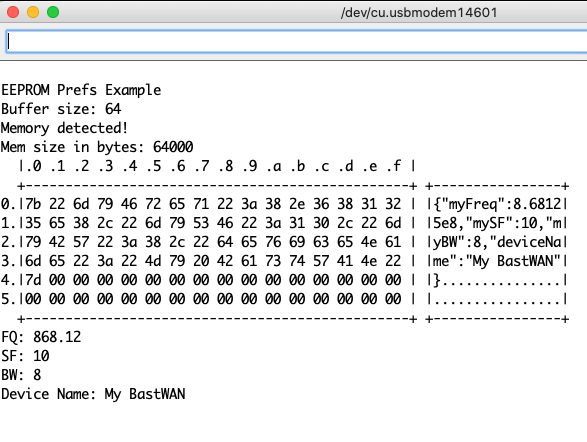 /dev/cu.usbmodem14601
EEPROM Prefs Example
Buffer size: 64
Memory detected!
Mem size in bytes: 64000
  |.0 .1 .2 .3 .4 .5 .6 .7 .8 .9 .a .b .c .d .e .f |
  +------------------------------------------------+ +----------------+
0.|7b 22 6d 79 46 72 65 71 22 3a 38 2e 36 38 31 32 | |{"myFreq":8.6812|
1.|35 65 38 2c 22 6d 79 53 46 22 3a 31 30 2c 22 6d | |5e8,"mySF":10,"m|
2.|79 42 57 22 3a 38 2c 22 64 65 76 69 63 65 4e 61 | |yBW":8,"deviceNa|
3.|6d 65 22 3a 22 4d 79 20 42 61 73 74 57 41 4e 22 | |me":"My BastWAN"|
4.|7d 00 00 00 00 00 00 00 00 00 00 00 00 00 00 00 | |}...............|
5.|00 00 00 00 00 00 00 00 00 00 00 00 00 00 00 00 | |................|
  +------------------------------------------------+ +----------------+
FQ: 868.12
SF: 10
BW: 8
Device Name: My BastWAN